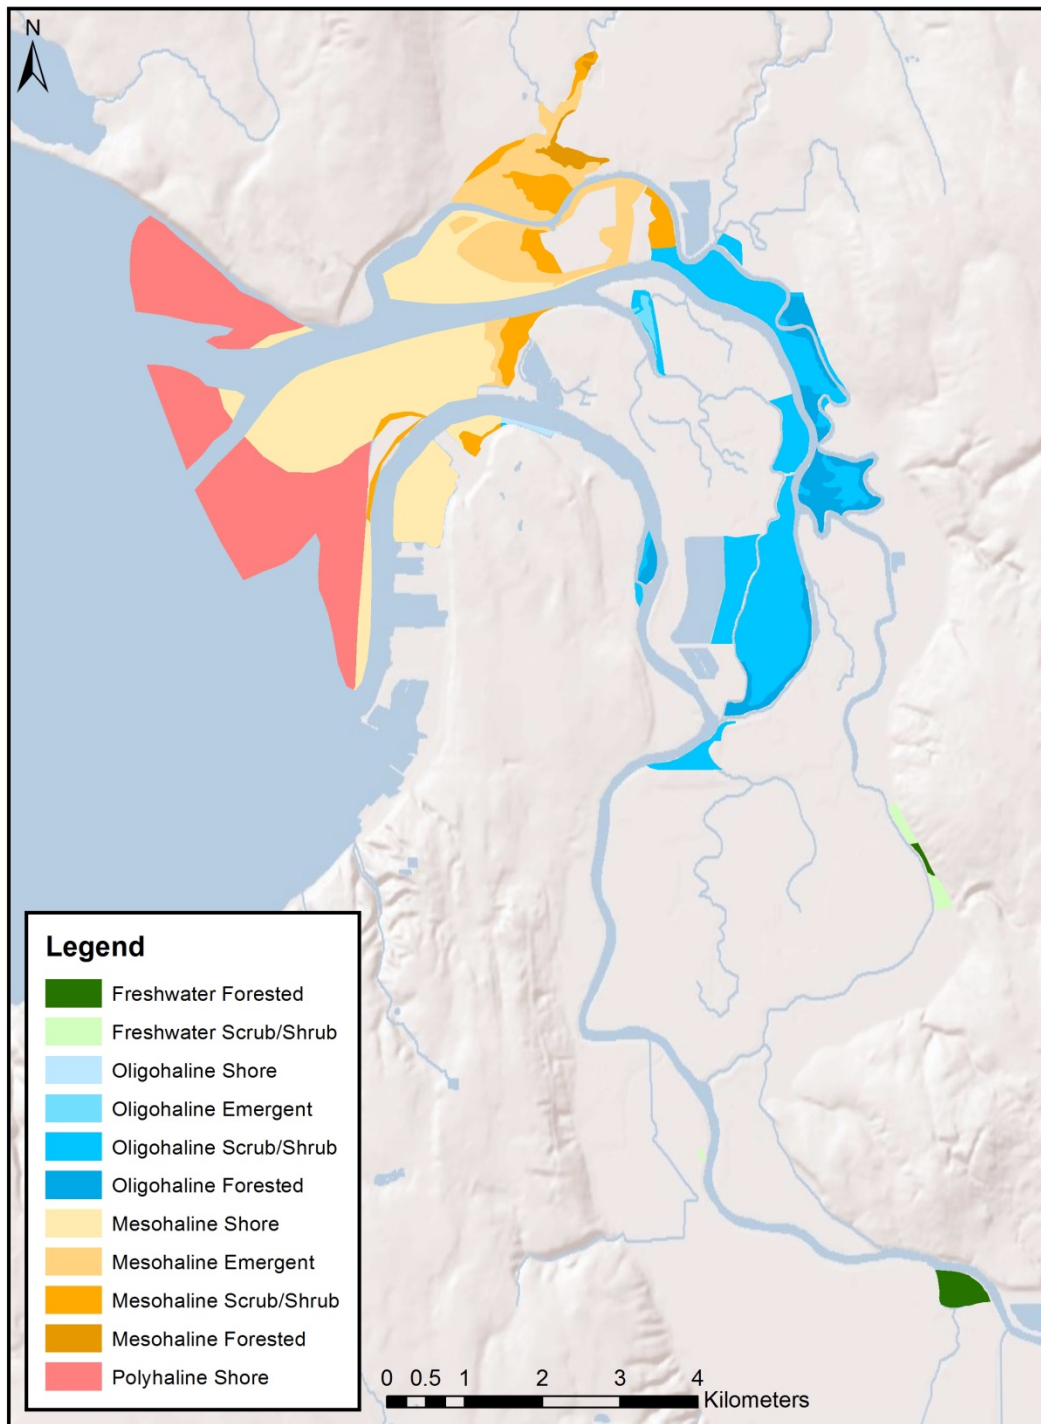 N
Legend
Freshwater Forested
Freshwater Scrub/Shrub
Oligohaline Shore
Oligohaline Emergent
Oligohaline Scrub/Shrub
Oligohaline Forested
Mesohaline Shore
Mesohaline Emergent
Mesohaline Scrub/Shrub
Mesohaline Forested
Polyhaline Shore
0 0.5 1 2 3 4
Kilometers